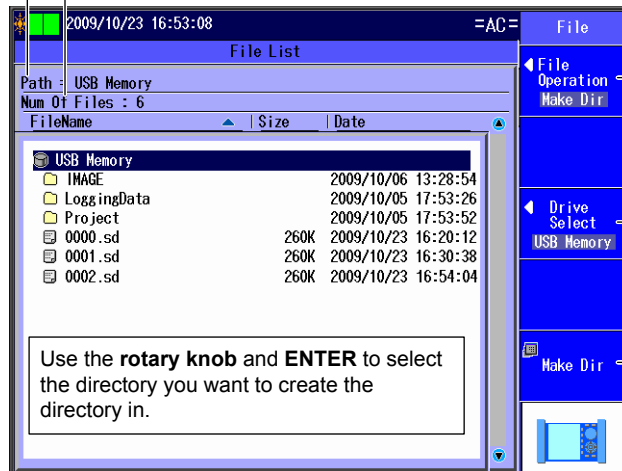 2009/10/23 16:53:08 =AC= File
File List
File
Operation
Make Dir
Path = USB Memory
Num Of Files : 6
FileName Size Date
USB Memory
IMAGE 2009/10/06 13:28:54
LoggingData 2009/10/05 17:53:26
Project 2009/10/05 17:53:52
0000.sd 260K 2009/10/23 16:20:12
0001.sd 260K 2009/10/23 16:30:38
0002.sd 260K 2009/10/23 16:54:04
Drive
Select
USB Memory
Use the rotary knob and ENTER to select
the directory you want to create the
directory in.
Make Dir